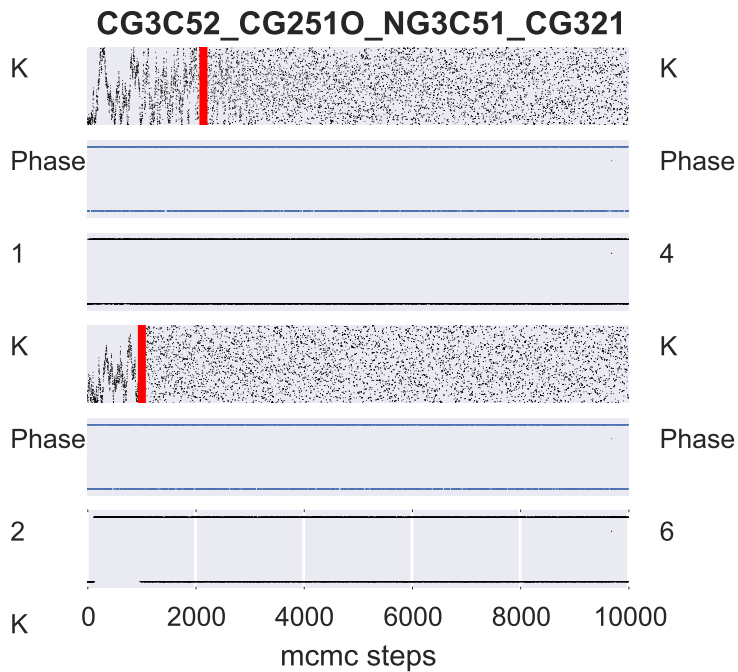 CG3C52_CG251O_NG3C51_CG321
K K
Phase Phase
1 4
K K
Phase Phase
2 6
K 0 2000 4000 6000 8000 10000
mcmc steps